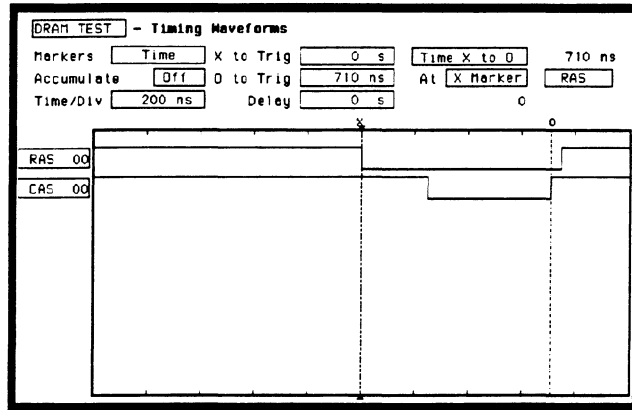 DRAM TEST - Timing Waveforms
Markers Time X to Trig 0 s Time X to O 710 ns
Accumulate Off O to Trig 710 ns At X Marker RAS
Time/Div 200 ns Delay 0 s 0
X O
RAS 00
CAS 00